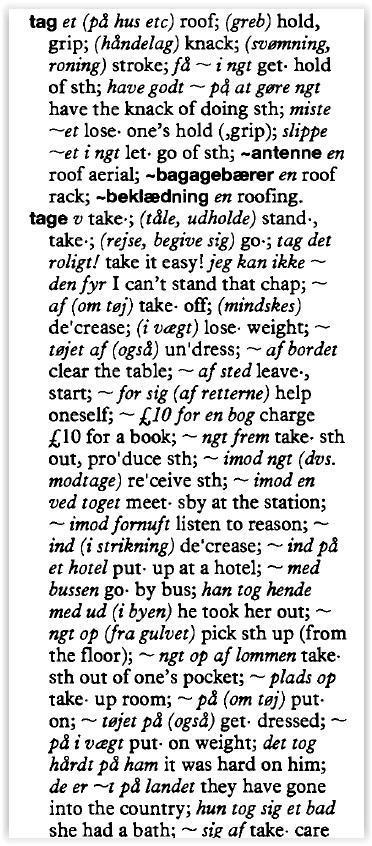 tag et (på hus etc) roof; (greb) hold,
grip; (håndelag) knack; (svømning,
roning) stroke; få ~ i ngt get· hold
of sth; have godt ~ på at gøre ngt
have the knack of doing sth; miste
~et lose· one's hold (,grip); slippe
~et i ngt let· go of sth; ~antenne en
roof aerial; ~bagagebærer en roof
rack; ~beklædning en roofing.
tage v take·; (tåle, udholde) stand·,
take·; (rejse, begive sig) go·; tag det
roligt! take it easy! jeg kan ikke ~
den fyr I can't stand that chap; ~
af (om tøj) take· off; (mindskes)
de'crease; (i vægt) lose· weight; ~
tøjet af (også) un'dress; ~ af bordet
clear the table; ~ af sted leave·,
start; ~ for sig (af retterne) help
oneself; ~ £10 for en bog charge
£10 for a book; ~ ngt frem take· sth
out, pro'duce sth; ~ imod ngt (dvs.
modtage) re'ceive sth; ~ imod en
ved toget meet· sby at the station;
~ imod fornuft listen to reason; ~
ind (i strikning) de'crease; ~ ind på
et hotel put· up at a hotel; ~ med
bussen go· by bus; han tog hende
med ud (i byen) he took her out; ~
ngt op (fra gulvet) pick sth up (from
the floor); ~ ngt op af lommen take·
sth out of one's pocket; ~ plads op
take· up room; ~ på (om tøj) put·
on; ~ tøjet på (også) get· dressed; ~
på i vægt put· on weight; det tog
hårdt på ham it was hard on him;
de er ~t på landet they have gone
into the country; hun tog sig et bad
she had a bath; ~ sig af take· care